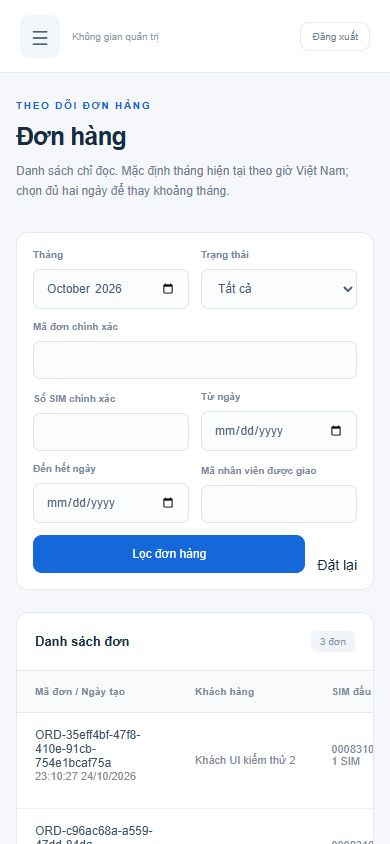 Không gian quản trị
Đăng xuất
THEO DÕI ĐƠN HÀNG
Đơn hàng
Danh sách chỉ đọc. Mặc định tháng hiện tại theo giờ Việt Nam;
chọn đủ hai ngày để thay khoảng tháng.
Tháng
Trạng thái
October 2026
Tất cả
Mã đơn chính xác
Số SIM chính xác
Từ ngày
mm/dd/yyyy
Đến hết ngày
Mã nhân viên được giao
mm/dd/yyyy
Lọc đơn hàng
Đặt lại
Danh sách đơn
3 đơn
Mã đơn / Ngày tạo
Khách hàng
SIM đầu
ORD-35eff4bf-47f8-
410e-91cb-
754e1bcaf75a
23:10:27 24/10/2026
Khách UI kiểm thử 2
0008310
1 SIM
ORD-c96ac68a-a559-